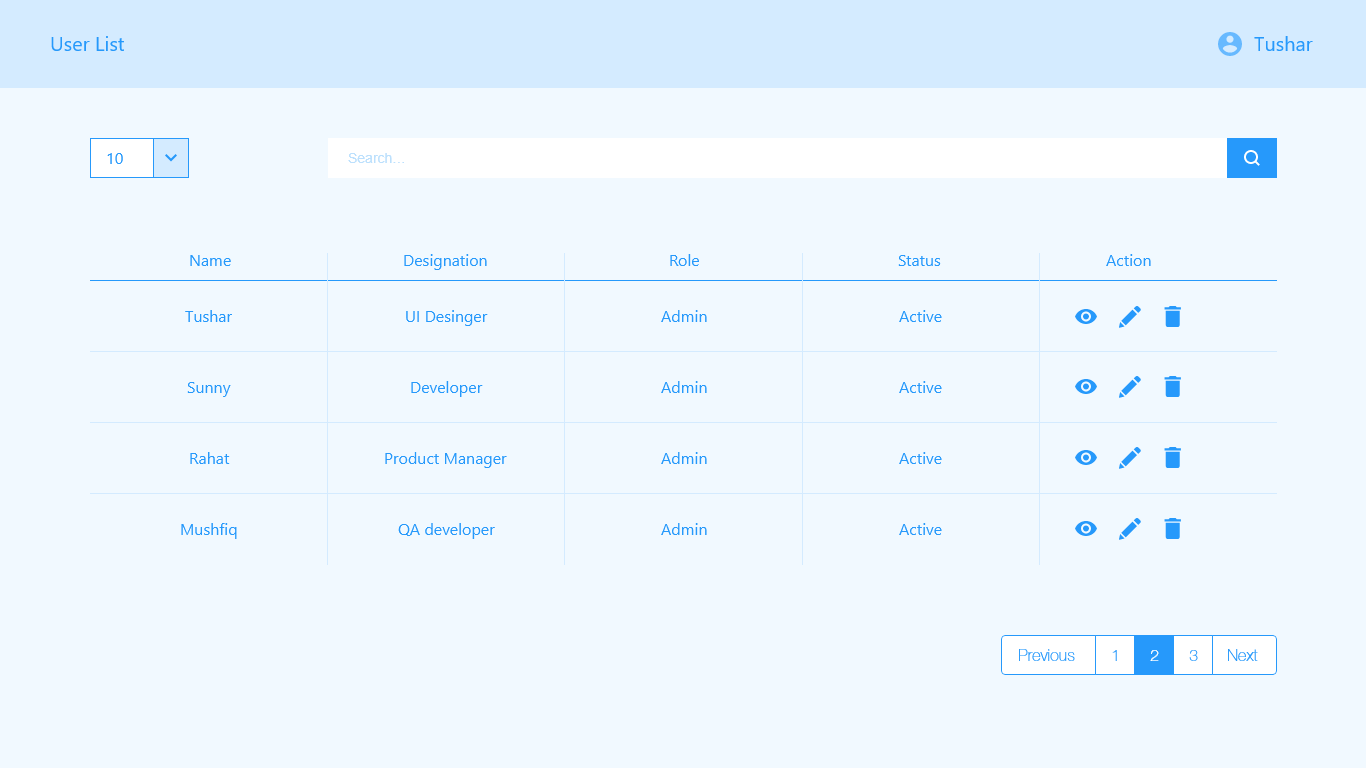 User List Tushar
10 Search...
Name Designation Role Status Action
Tushar UI Desinger Admin Active
Sunny Developer Admin Active
Rahat Product Manager Admin Active
Mushfiq QA developer Admin Active
Previous 1 2 3 Next